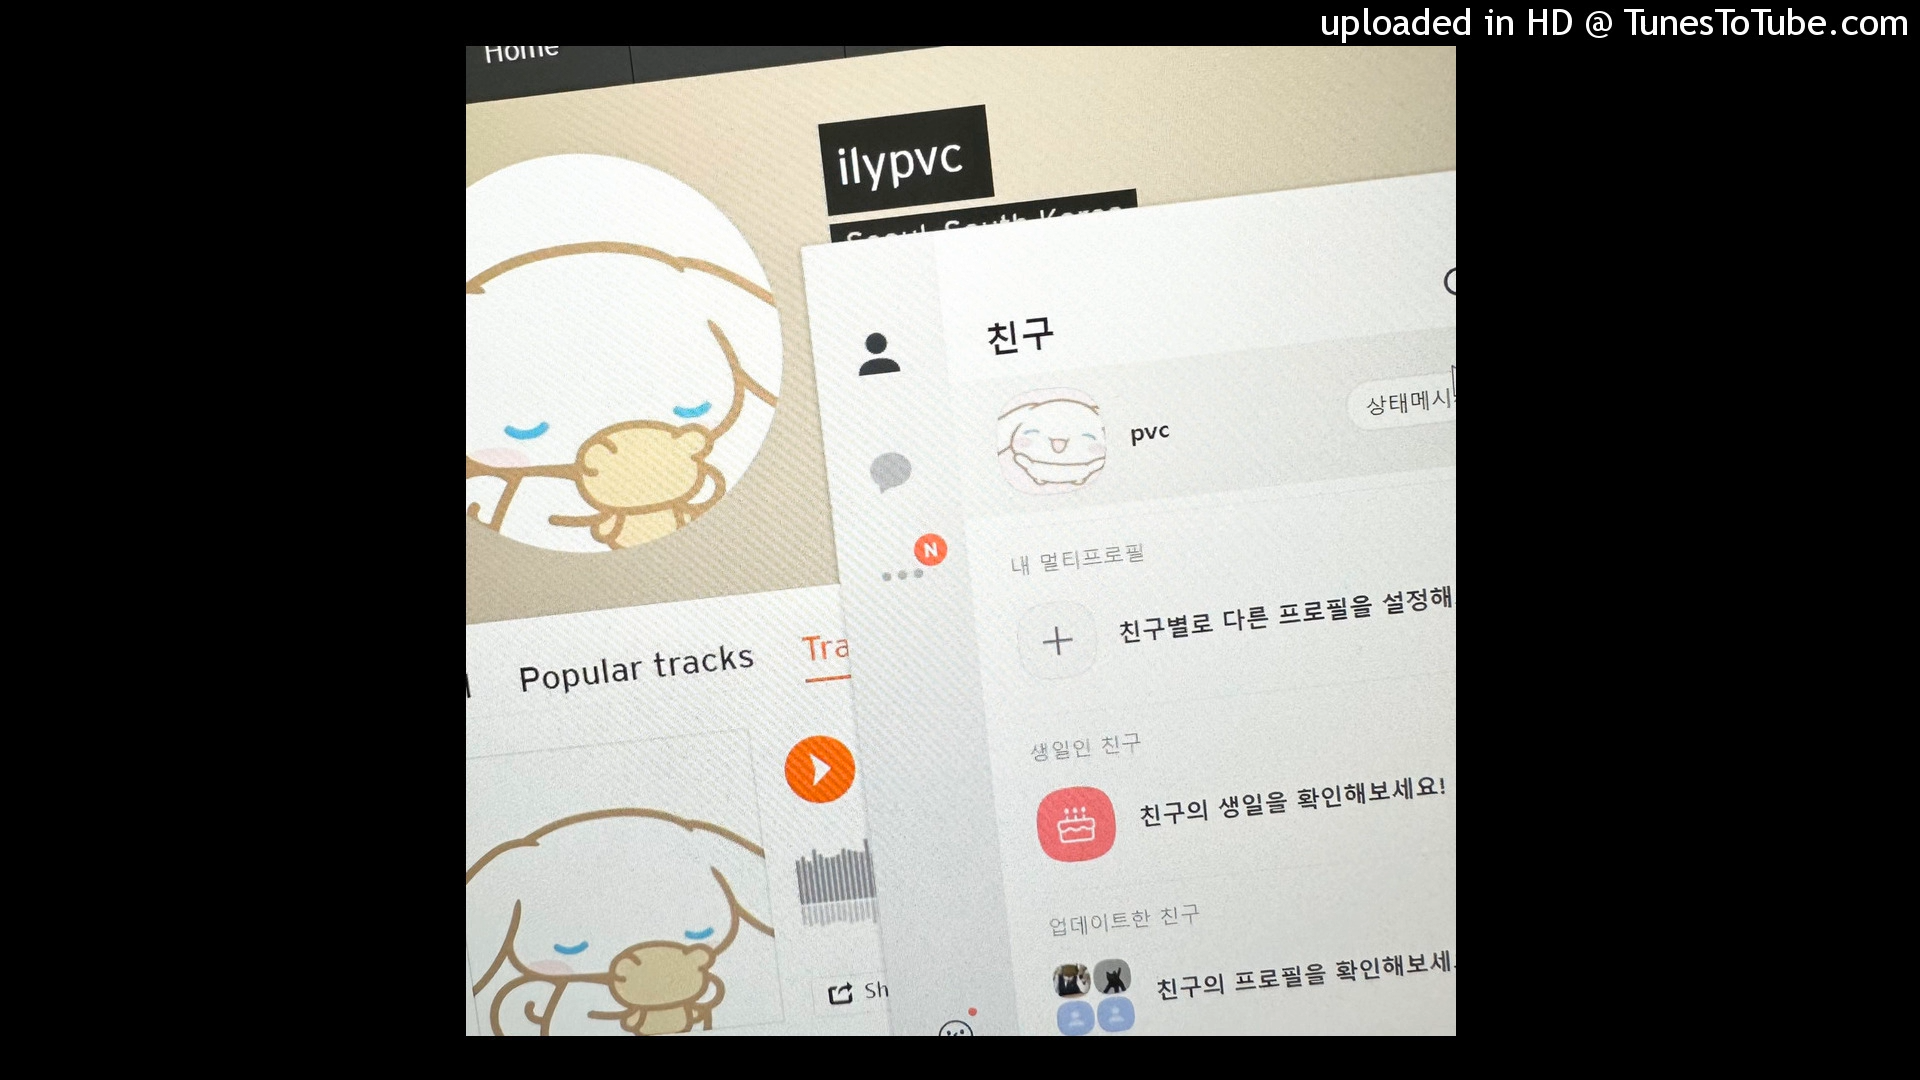 uploaded in HD @ TunesToTube.com
Home
ilypvc
Seoul, South Korea
친구
pvc
상태메시
내 멀티프로필
친구별로 다른 프로필을 설정해
Popular tracks
Tra
생일인 친구
친구의 생일을 확인해보세요!
업데이트한 친구
친구의 프로필을 확인해보세
Sh
N